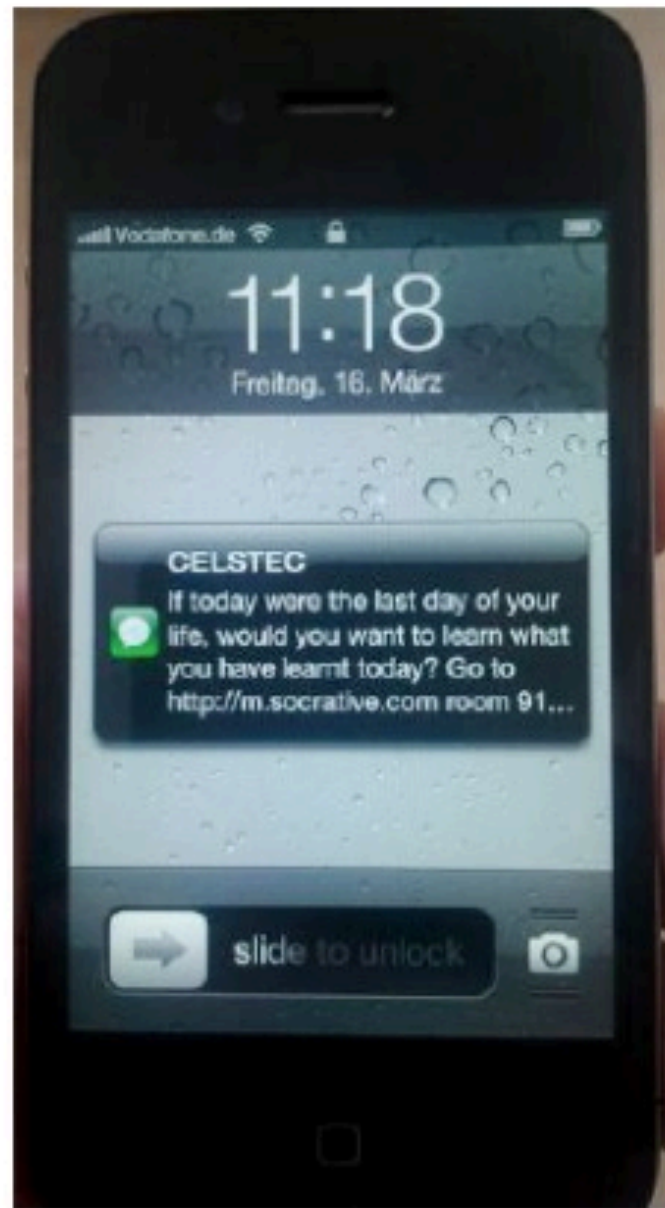 Vodafone.de
11:18
Freitag, 16. März
CELSTEC
If today were the last day of your
life, would you want to learn what
you have learnt today? Go to
http://m.socrative.com room 91...
slide to unlock